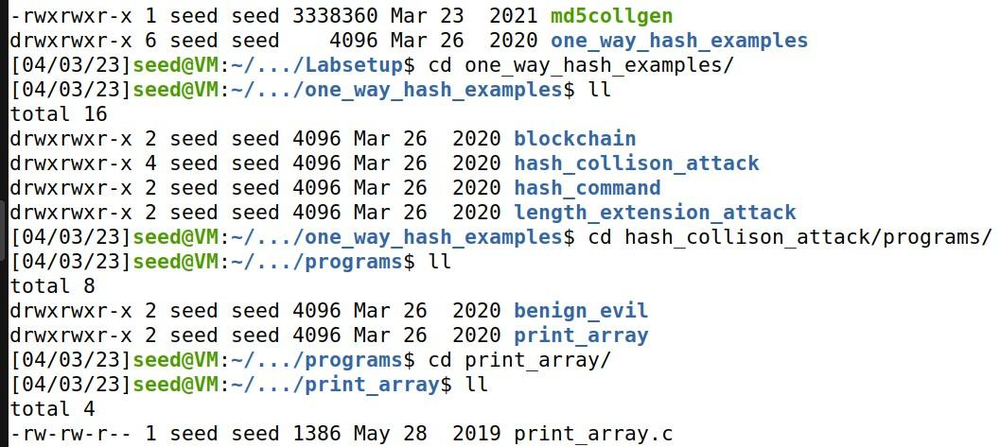 -rwxrwxr-x 1 seed seed 3338360 Mar 23  2021 md5collgen
drwxrwxr-x 6 seed seed    4096 Mar 26  2020 one_way_hash_examples
[04/03/23]seed@VM:~/.../Labsetup$ cd one_way_hash_examples/
[04/03/23]seed@VM:~/.../one_way_hash_examples$ ll
total 16
drwxrwxr-x 2 seed seed 4096 Mar 26  2020 blockchain
drwxrwxr-x 4 seed seed 4096 Mar 26  2020 hash_collison_attack
drwxrwxr-x 2 seed seed 4096 Mar 26  2020 hash_command
drwxrwxr-x 2 seed seed 4096 Mar 26  2020 length_extension_attack
[04/03/23]seed@VM:~/.../one_way_hash_examples$ cd hash_collison_attack/programs/
[04/03/23]seed@VM:~/.../programs$ ll
total 8
drwxrwxr-x 2 seed seed 4096 Mar 26  2020 benign_evil
drwxrwxr-x 2 seed seed 4096 Mar 26  2020 print_array
[04/03/23]seed@VM:~/.../programs$ cd print_array/
[04/03/23]seed@VM:~/.../print_array$ ll
total 4
-rw-rw-r-- 1 seed seed 1386 May 28  2019 print_array.c